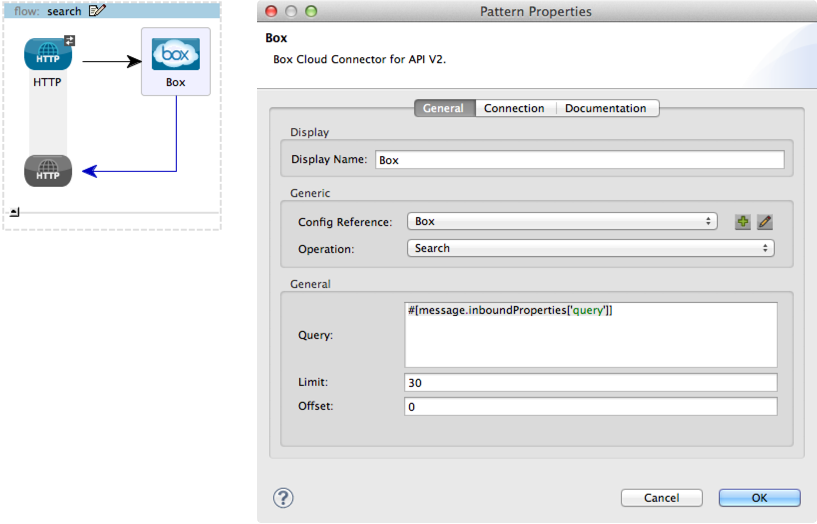 flow: search
HTTP
HTTP
box
Box
HTTP
Pattern Properties
Box
Box Cloud Connector for API V2.
General Connection Documentation
Display
Display Name: Box
Generic
Config Reference: Box
Operation: Search
General
Query: #[message.inboundProperties['query']]
Limit: 30
Offset: 0
?
Cancel OK